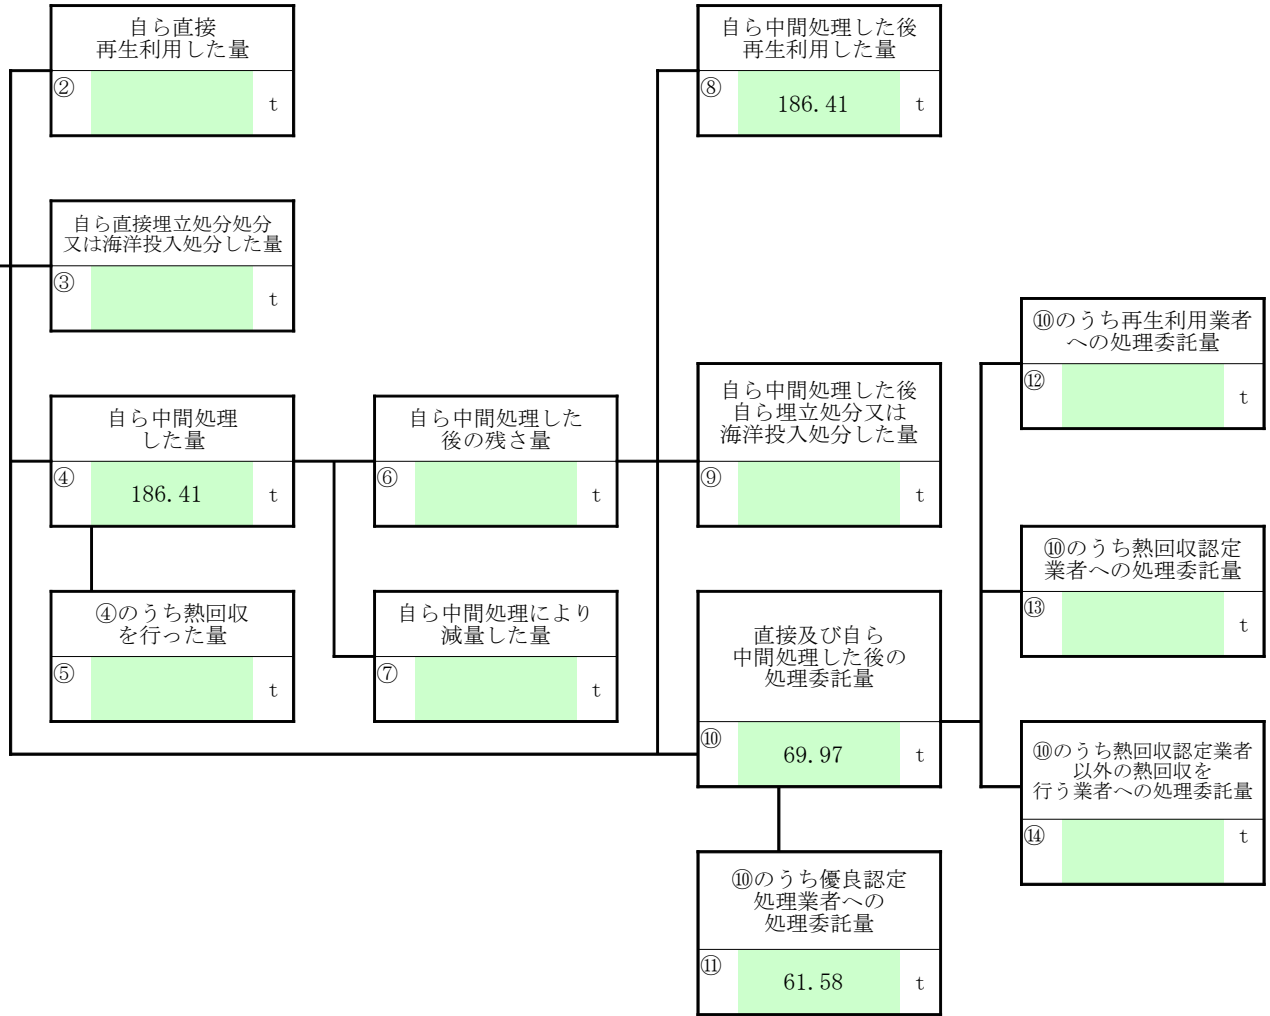 自ら直接
再生利用した量
②
t
自ら中間処理した後
再生利用した量
⑧
186.41
t
自ら直接埋立処分処分
又は海洋投入処分した量
③
t
⑩のうち再生利用業者
への処理委託量
⑫
t
自ら中間処理
した量
④
186.41
t
自ら中間処理した
後の残さ量
⑥
t
自ら中間処理した後
自ら埋立処分又は
海洋投入処分した量
⑨
t
⑩のうち熱回収認定
業者への処理委託量
⑬
t
④のうち熱回収
を行った量
⑤
t
自ら中間処理により
減量した量
⑦
t
直接及び自ら
中間処理した後の
処理委託量
⑩
69.97
t
⑩のうち熱回収認定業者
以外の熱回収を
行う業者への処理委託量
⑭
t
⑩のうち優良認定
処理業者への
処理委託量
⑪
61.58
t